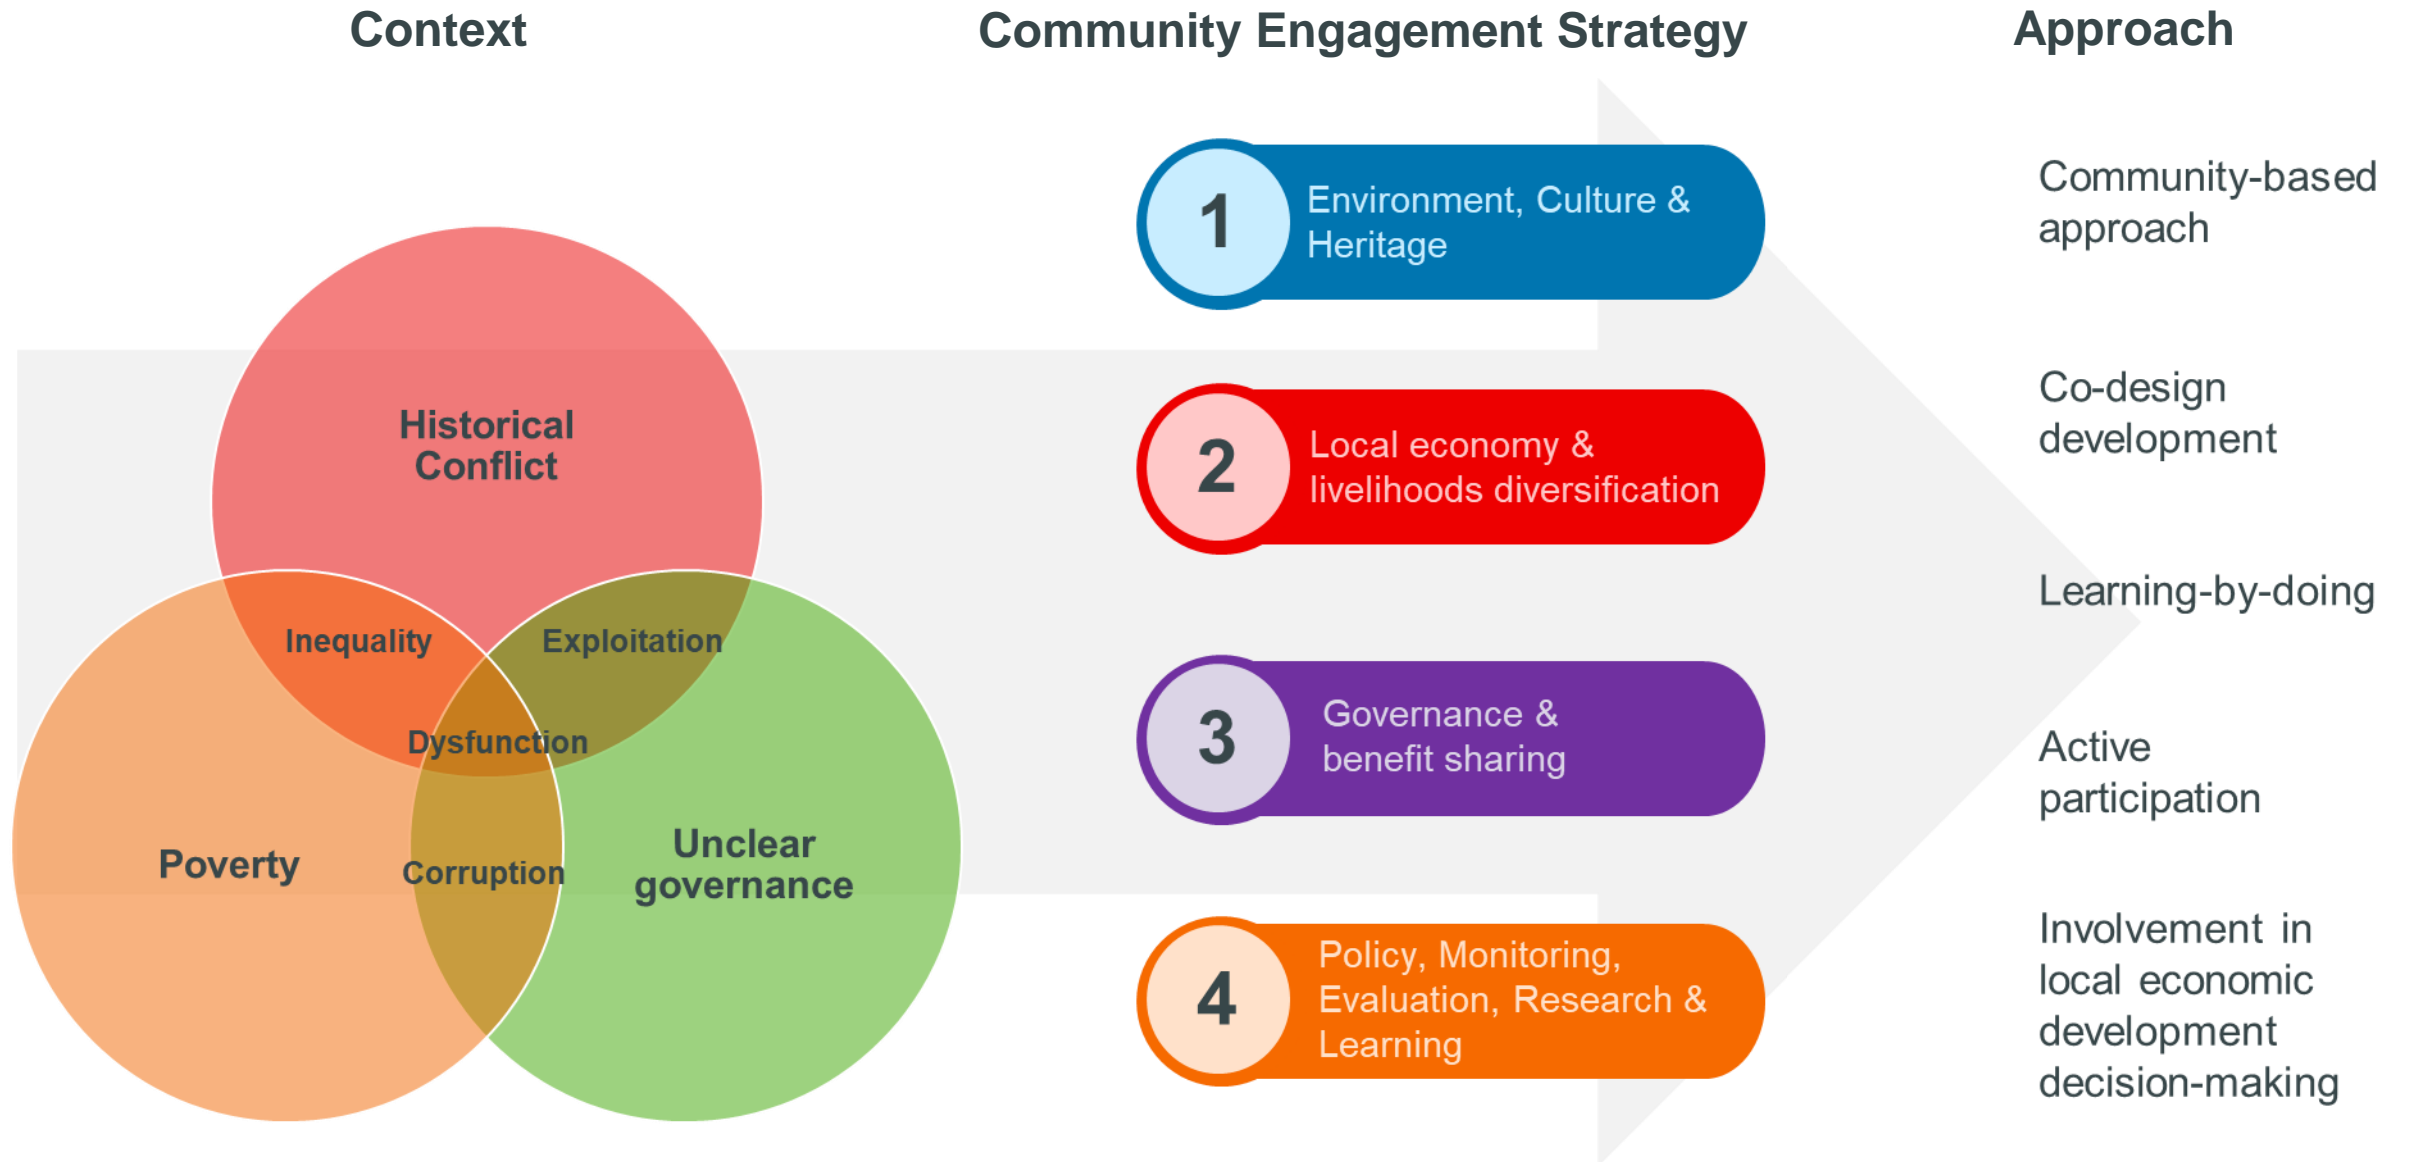 Context
Community Engagement Strategy
Approach
Historical
Conflict
Inequality
Exploitation
Dysfunction
Poverty
Corruption
Unclear
governance
1
Environment, Culture &
Heritage
2
Local economy &
livelihoods diversification
3
Governance &
benefit sharing
4
Policy, Monitoring,
Evaluation, Research &
Learning
Community-based
approach
Co-design
development
Learning-by-doing
Active
participation
Involvement in
local economic
development
decision-making